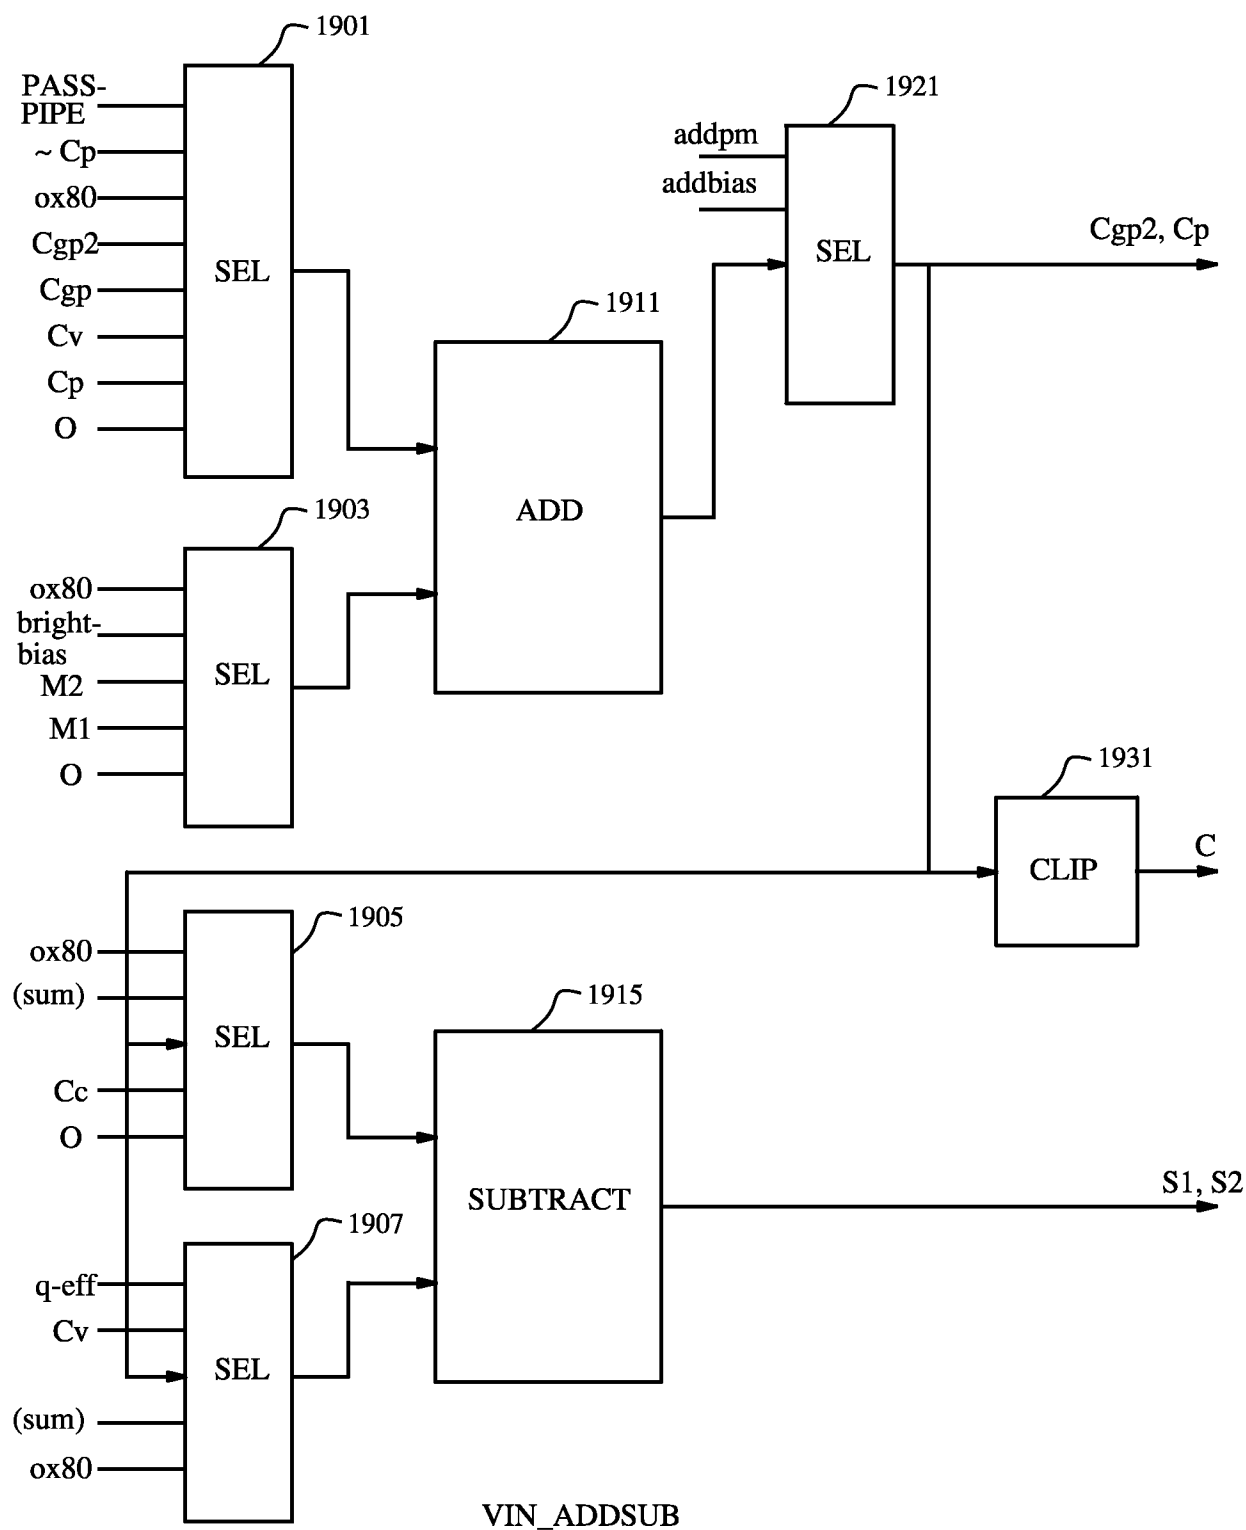 1901
PASS-
PIPE
~ Cp
ox80
Cgp2
Cgp
Cv
Cp
O
SEL
1921
addpm
addbias
SEL
Cgp2, Cp
1911
ADD
1903
ox80
bright-
bias
M2
M1
O
SEL
1931
CLIP
C
1905
ox80
(sum)
Cc
O
SEL
1915
SUBTRACT
S1, S2
1907
q-eff
Cv
(sum)
ox80
SEL
VIN_ADDSUB